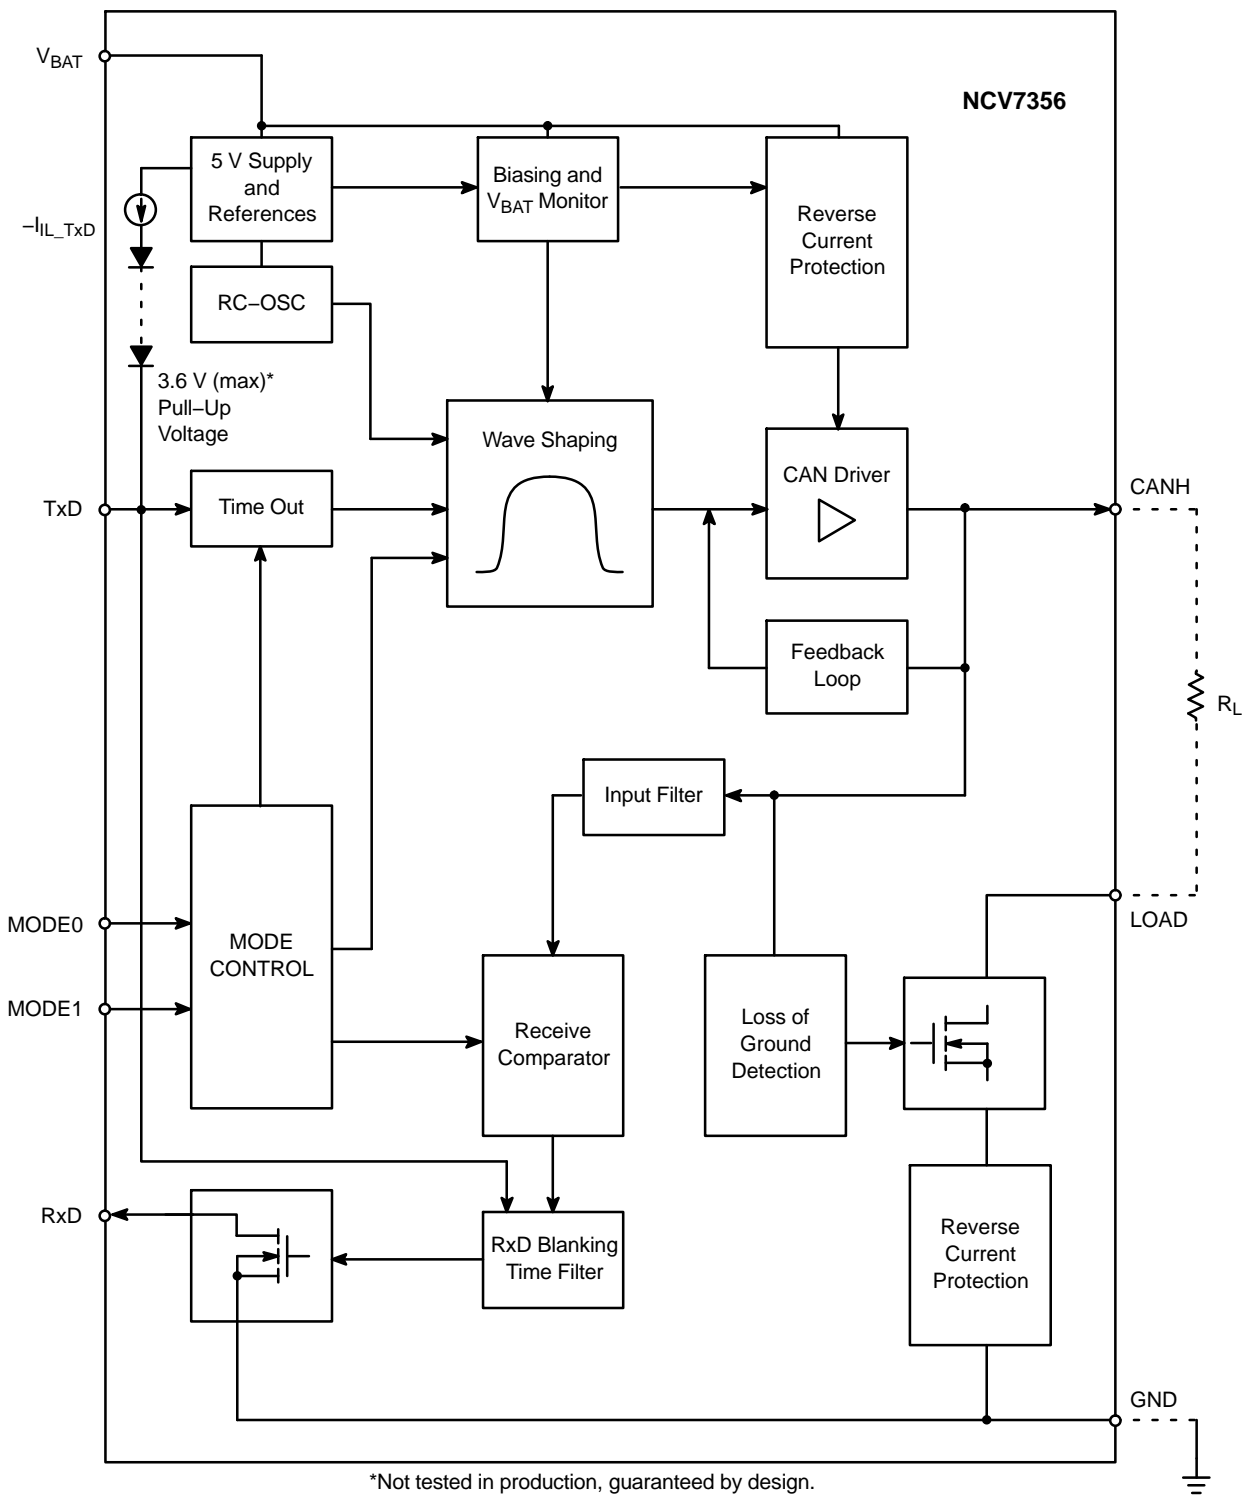 V_BAT
NCV7356
5 V Supply
and
References
Biasing and
V_BAT Monitor
Reverse
Current
Protection
–I_IL_TxD
RC–OSC
3.6 V (max)*
Pull–Up
Voltage
Wave Shaping
CAN Driver
CANH
TxD
Time Out
Feedback
Loop
R_L
Input Filter
MODE0
LOAD
MODE
CONTROL
MODE1
Receive
Comparator
Loss of
Ground
Detection
RxD
RxD Blanking
Time Filter
Reverse
Current
Protection
GND
*Not tested in production, guaranteed by design.